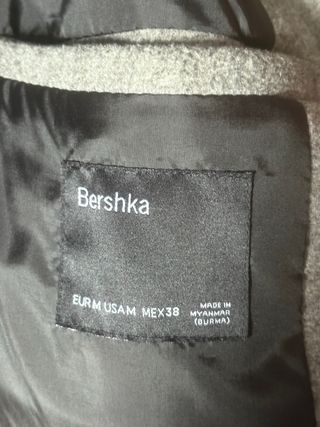 Bershka
EUR M USA M MEX 38
MADE IN
MYANMAR
(BURMA)